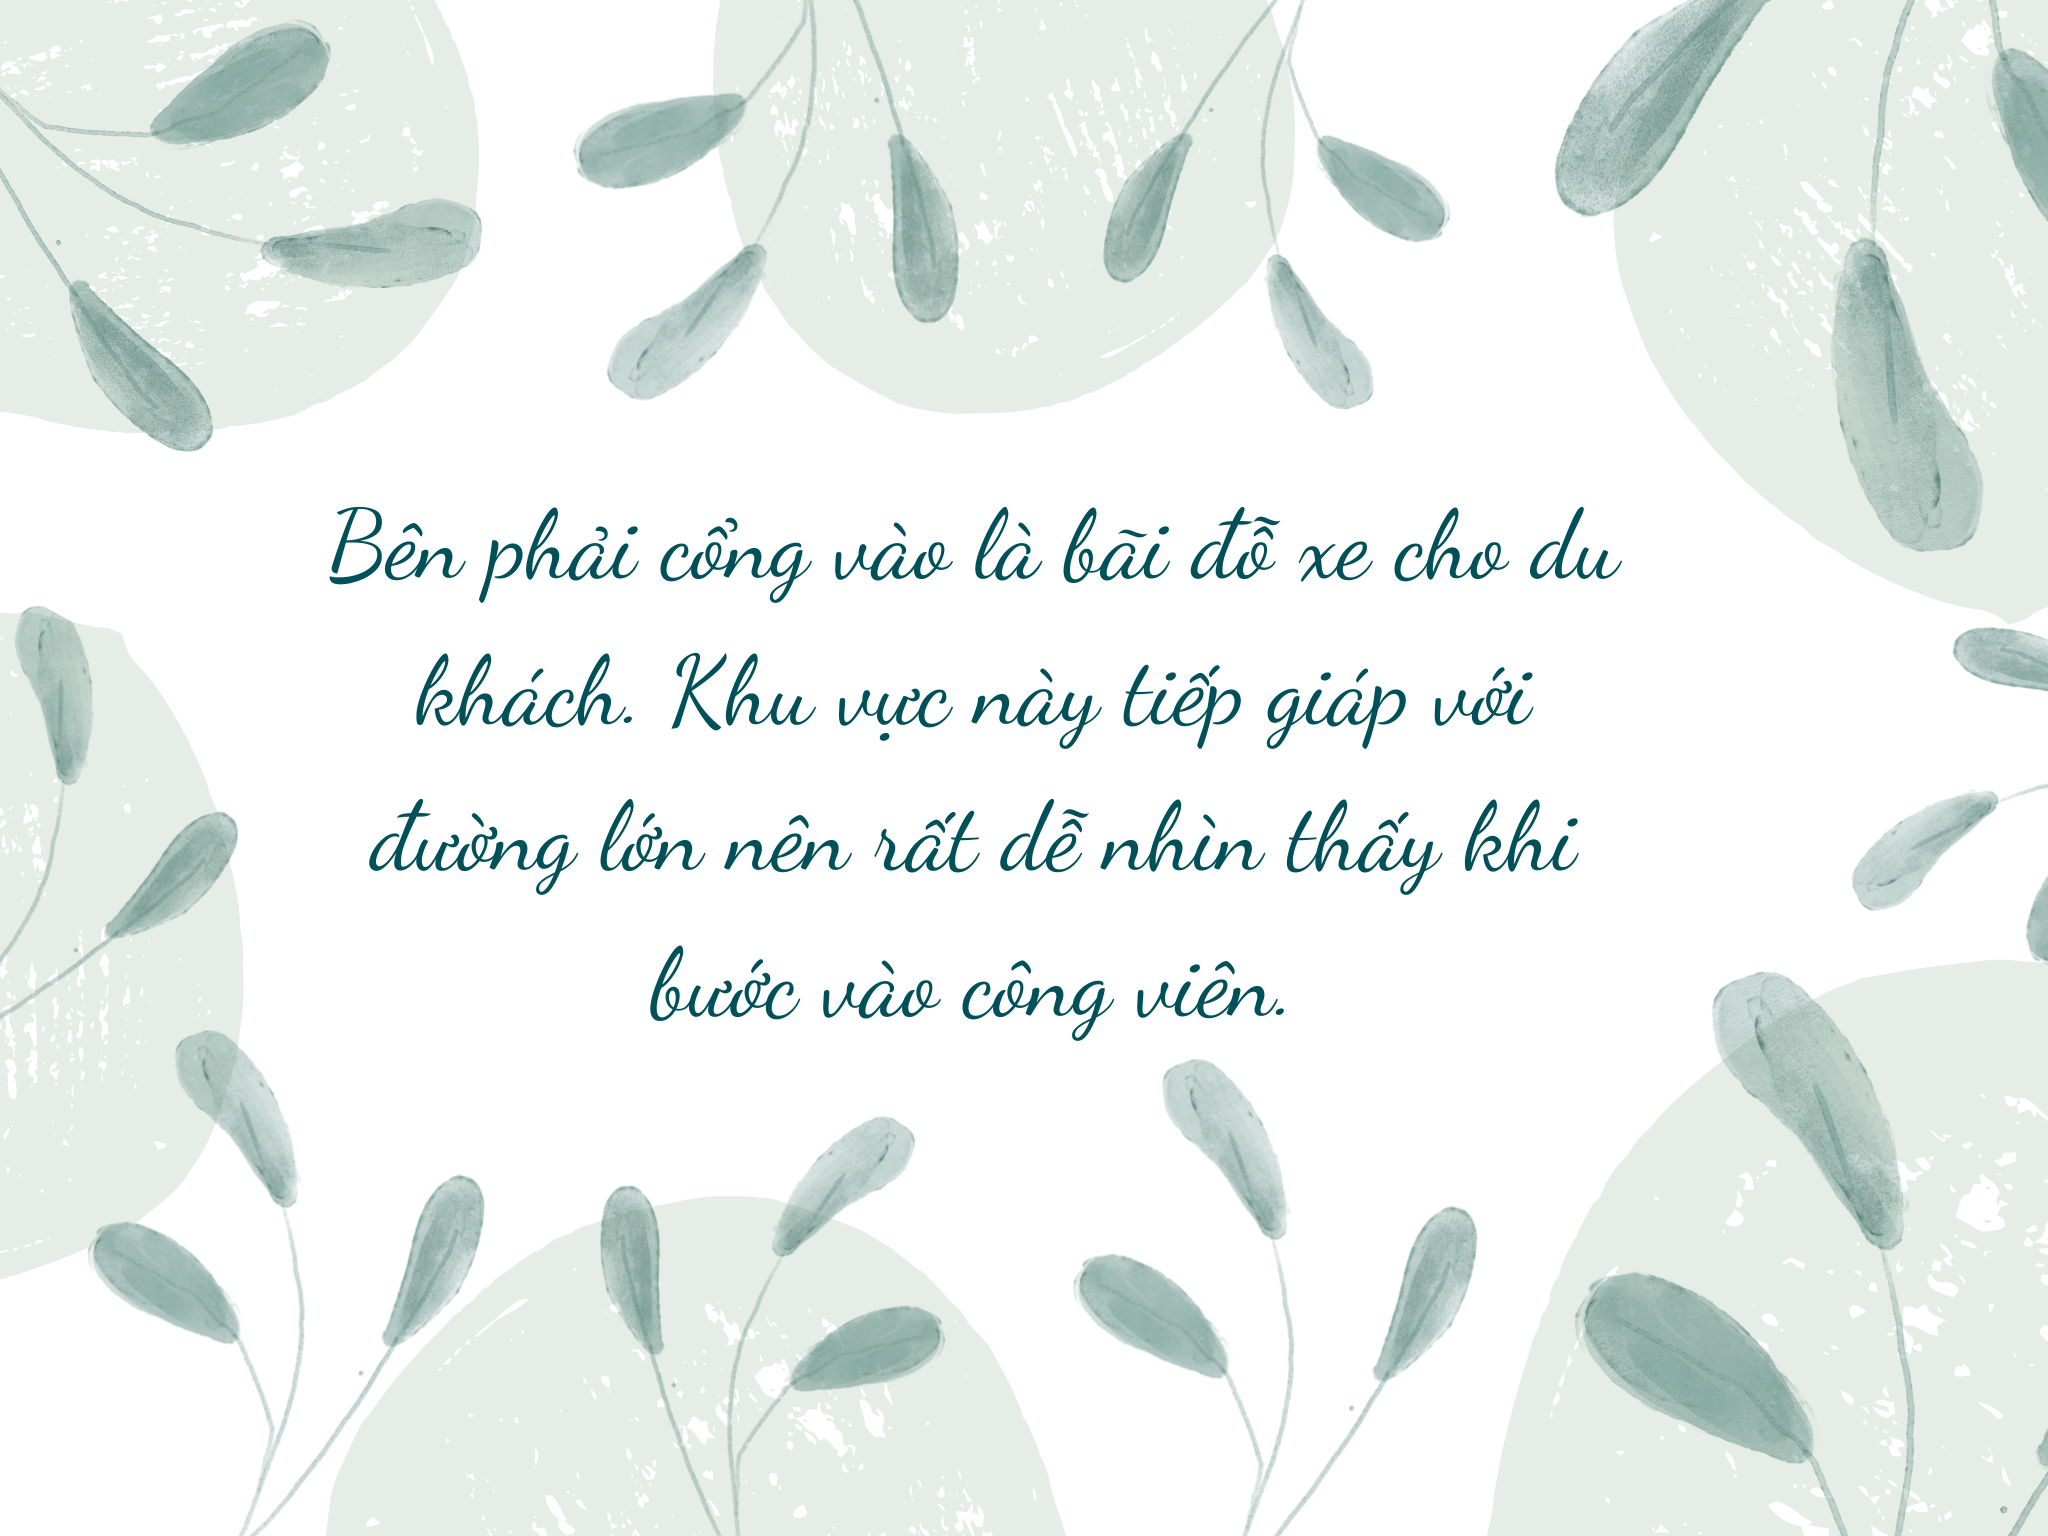 Bên phải cổng vào là bãi đỗ xe cho du
khách. Khu vực này tiếp giáp với
đường lớn nên rất dễ nhìn thấy khi
bước vào công viên.